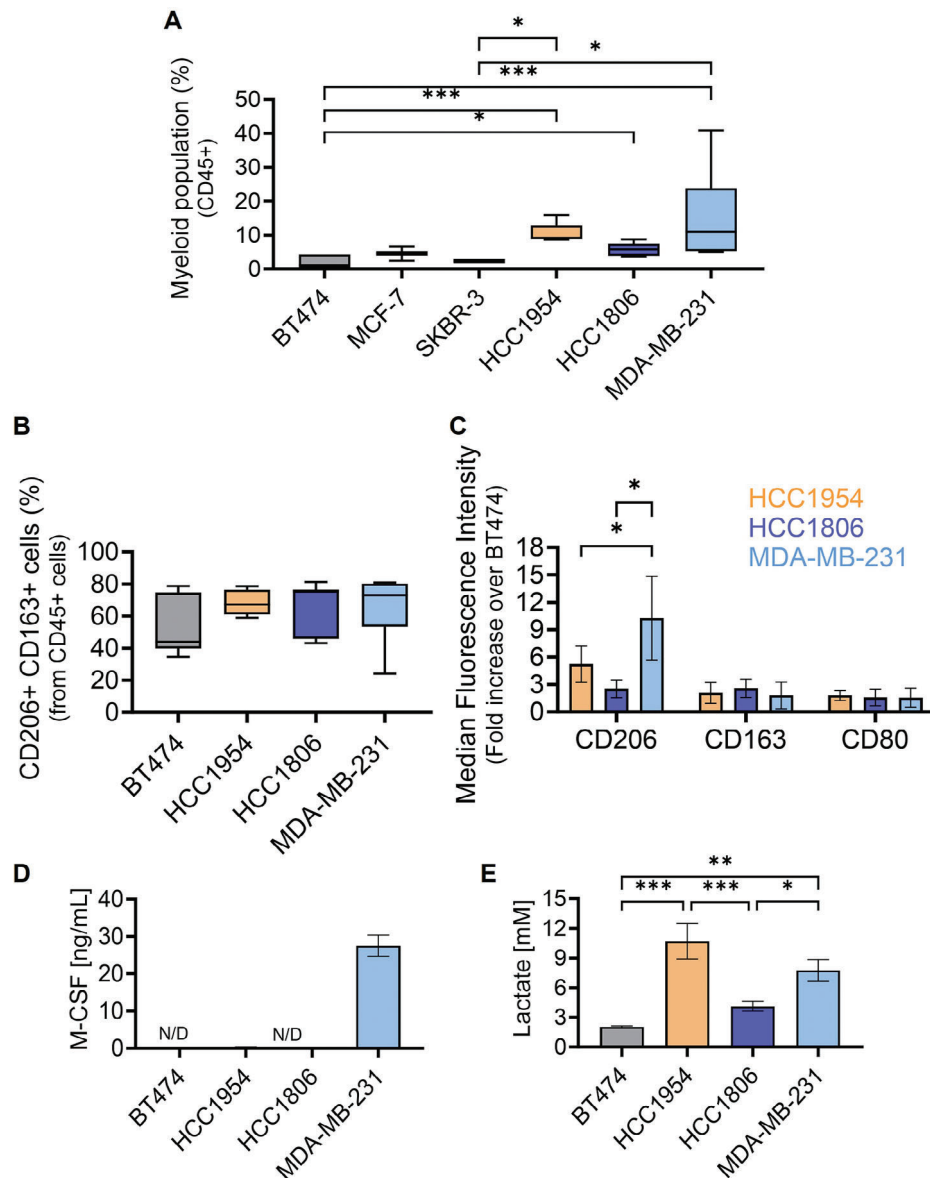 A
*
*
***
***
*
Myeloid population (%)
(CD45+)
50
40
30
20
10
0
BT474
MCF-7
SKBR-3
HCC1954
HCC1806
MDA-MB-231
B
CD206+ CD163+ cells (%)
(from CD45+ cells)
100
80
60
40
20
0
BT474
HCC1954
HCC1806
MDA-MB-231
C
Median Fluorescence Intensity
(Fold increase over BT474)
HCC1954
HCC1806
MDA-MB-231
*
*
18
15
12
9
6
3
0
CD206
CD163
CD80
D
M-CSF [ng/mL]
40
30
20
10
0
N/D
N/D
BT474
HCC1954
HCC1806
MDA-MB-231
E
**
***
***
*
Lactate [mM]
15
12
9
6
3
0
BT474
HCC1954
HCC1806
MDA-MB-231